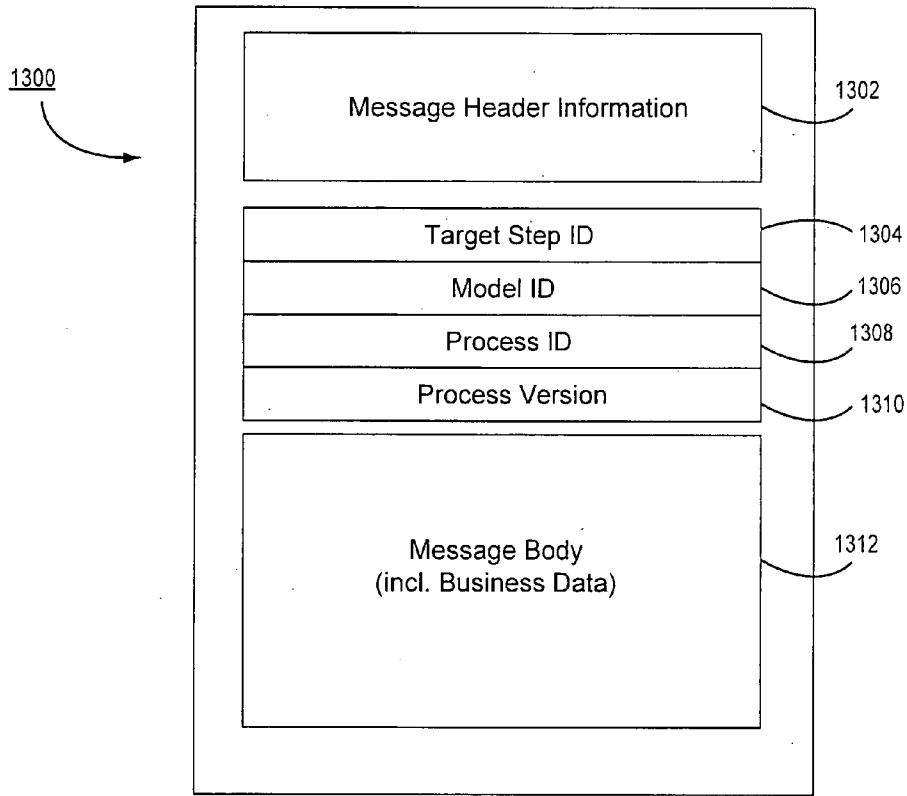 1300
Message Header Information
1302
Target Step ID
1304
Model ID
1306
Process ID
1308
Process Version
1310
Message Body
(incl. Business Data)
1312